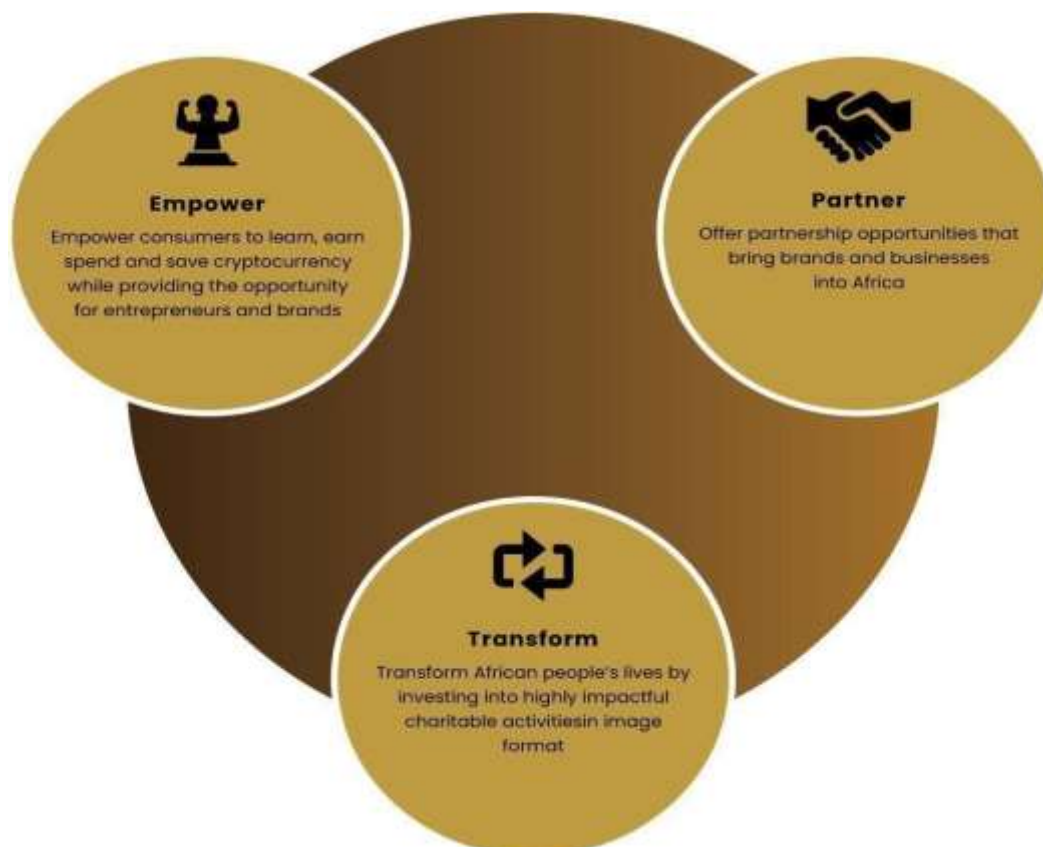 Empower
Empower consumers to learn, earn
spend and save cryptocurrency
while providing the opportunity
for entrepreneurs and brands
Partner
Offer partnership opportunities that
bring brands and businesses
into Africa
Transform
Transform African people's lives by
investing into highly impactful
charitable activitiesin image
format